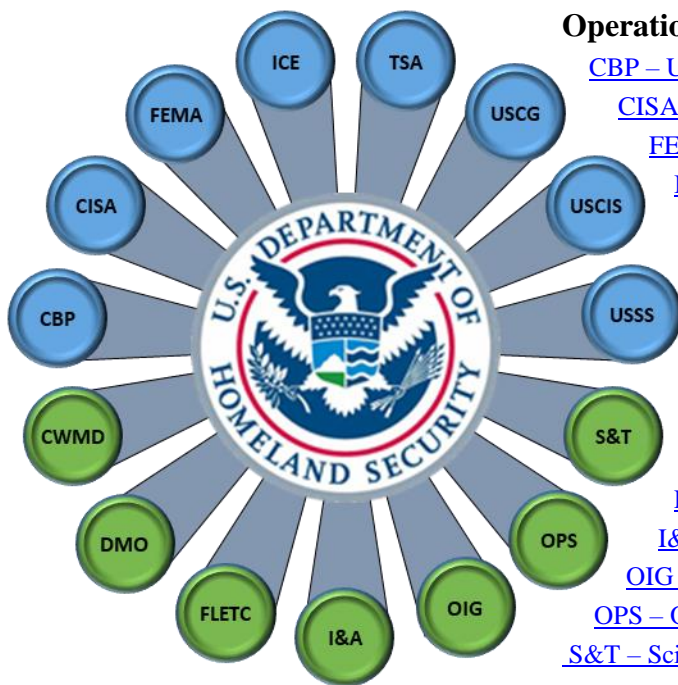 Operatio
ICE
TSA
CBP – U
FEMA
USCG
CISA
FE
CISA
USCIS
U.S. DEPARTMENT OF
HOMELAND SECURITY
CBP
USSS
CWMD
S&T
DMO
OPS
I&
OIG
FLETC
I&A
OIG
OPS – O
S&T – Sci